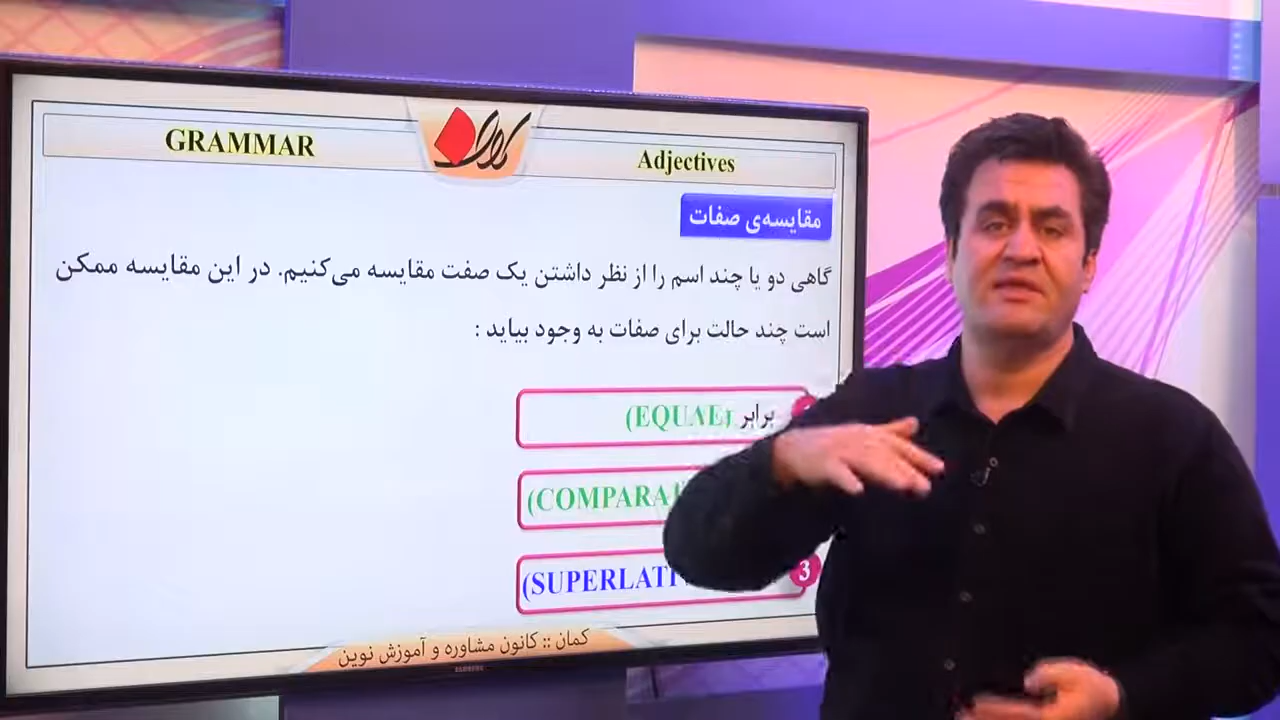 GRAMMAR
Adjectives
مقایسه‌ی صفات
گاهی دو یا چند اسم را از نظر داشتن یک صفت مقایسه می‌کنیم. در این مقایسه ممکن
است چند حالت برای صفات به وجود بیاید :
برابر (EQUAL)
(COMPARA
3 (SUPERLATI
کمان :: کانون مشاوره و آموزش نوین
SAMSUNG